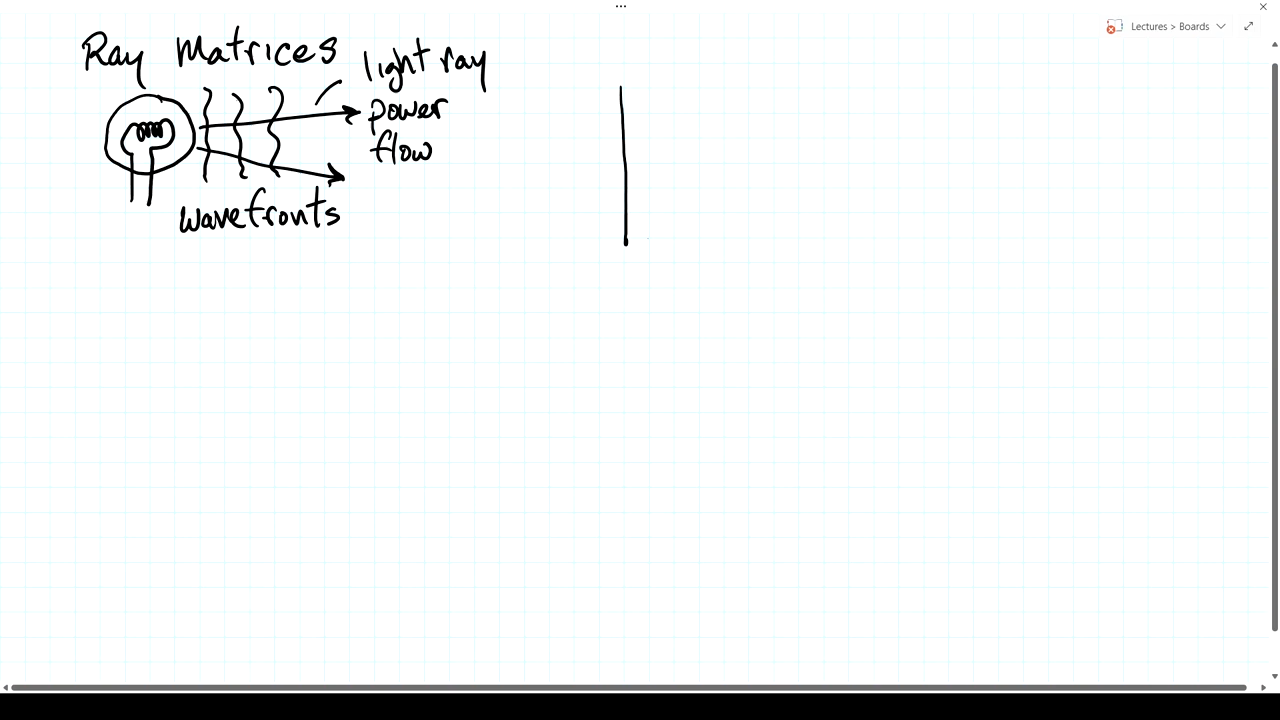 Lectures > Boards
Ray Matrices
light ray
power
flow
wavefronts